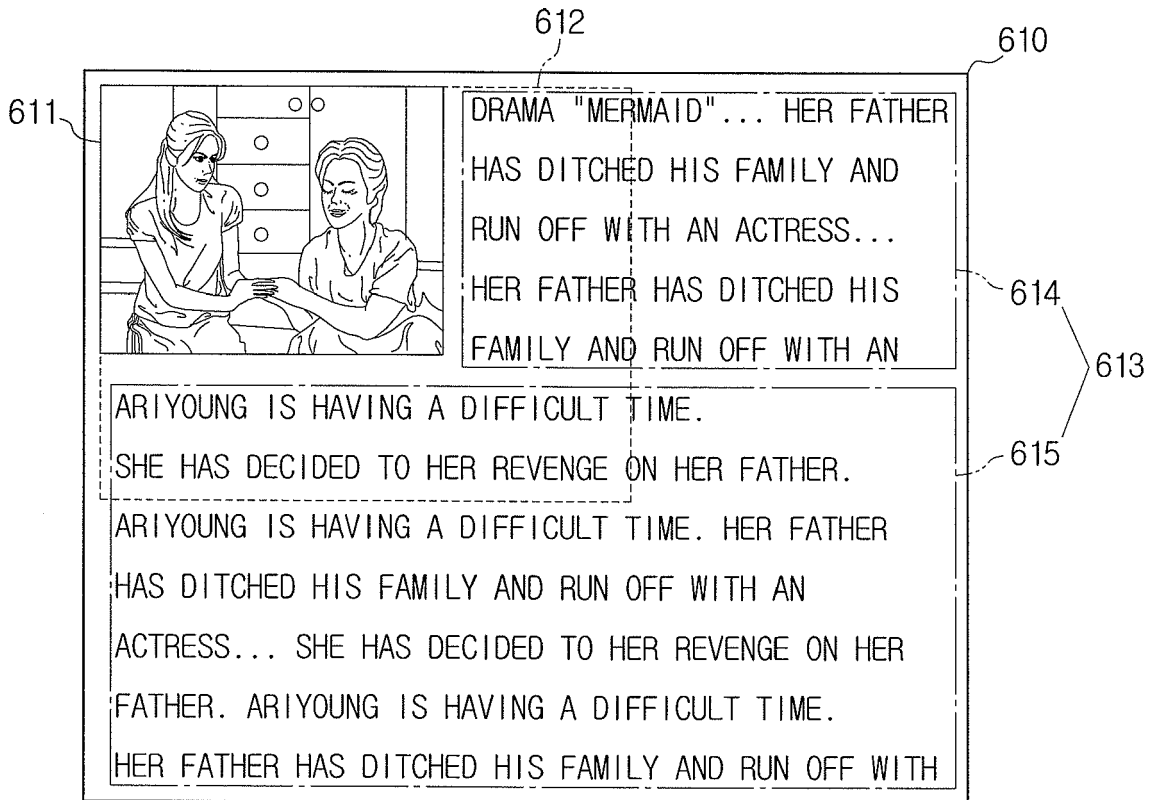 612
610
611
DRAMA "MERMAID"... HER FATHER
HAS DITCHED HIS FAMILY AND
RUN OFF WITH AN ACTRESS...
HER FATHER HAS DITCHED HIS
FAMILY AND RUN OFF WITH AN
614
613
615
ARIYOUNG IS HAVING A DIFFICULT TIME.
SHE HAS DECIDED TO HER REVENGE ON HER FATHER.
ARIYOUNG IS HAVING A DIFFICULT TIME. HER FATHER
HAS DITCHED HIS FAMILY AND RUN OFF WITH AN
ACTRESS... SHE HAS DECIDED TO HER REVENGE ON HER
FATHER. ARIYOUNG IS HAVING A DIFFICULT TIME.
HER FATHER HAS DITCHED HIS FAMILY AND RUN OFF WITH